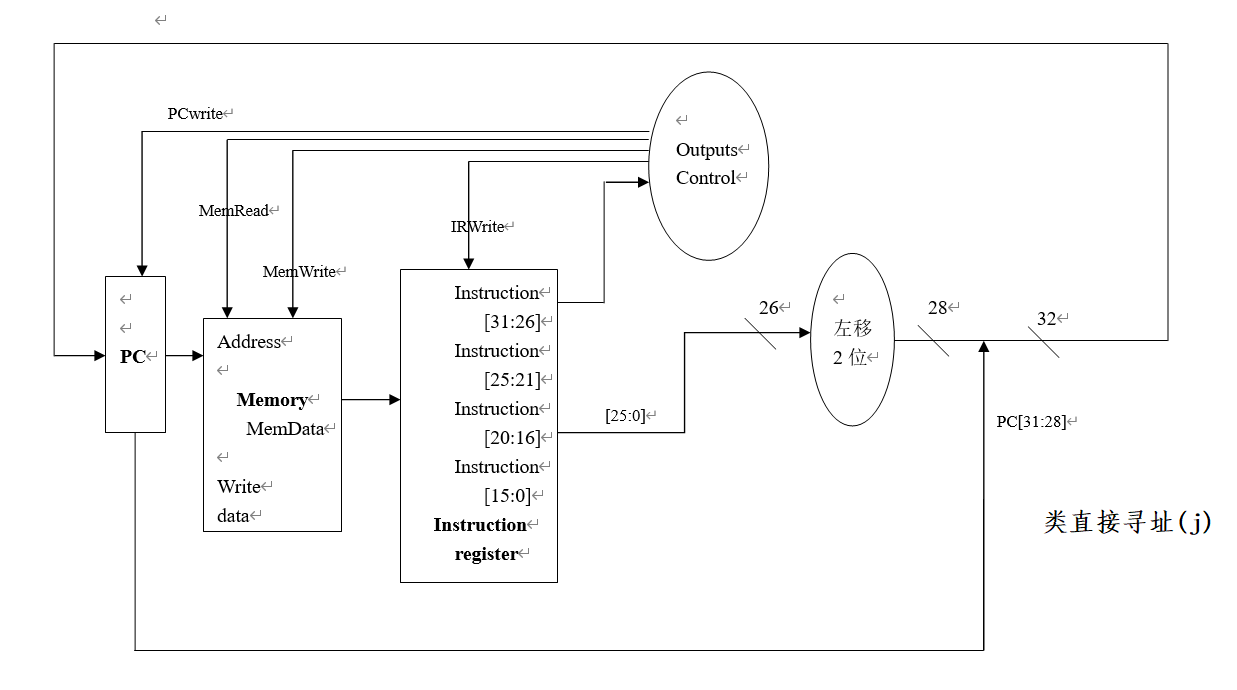 PCwrite
Outputs
Control
MemRead
IRWrite
MemWrite
PC
Address
Memory
MemData
Write
data
Instruction
[31:26]
Instruction
[25:21]
Instruction
[20:16]
Instruction
[15:0]
Instruction
register
[25:0]
26
左移
2 位
28
32
PC[31:28]
类直接寻址(j)